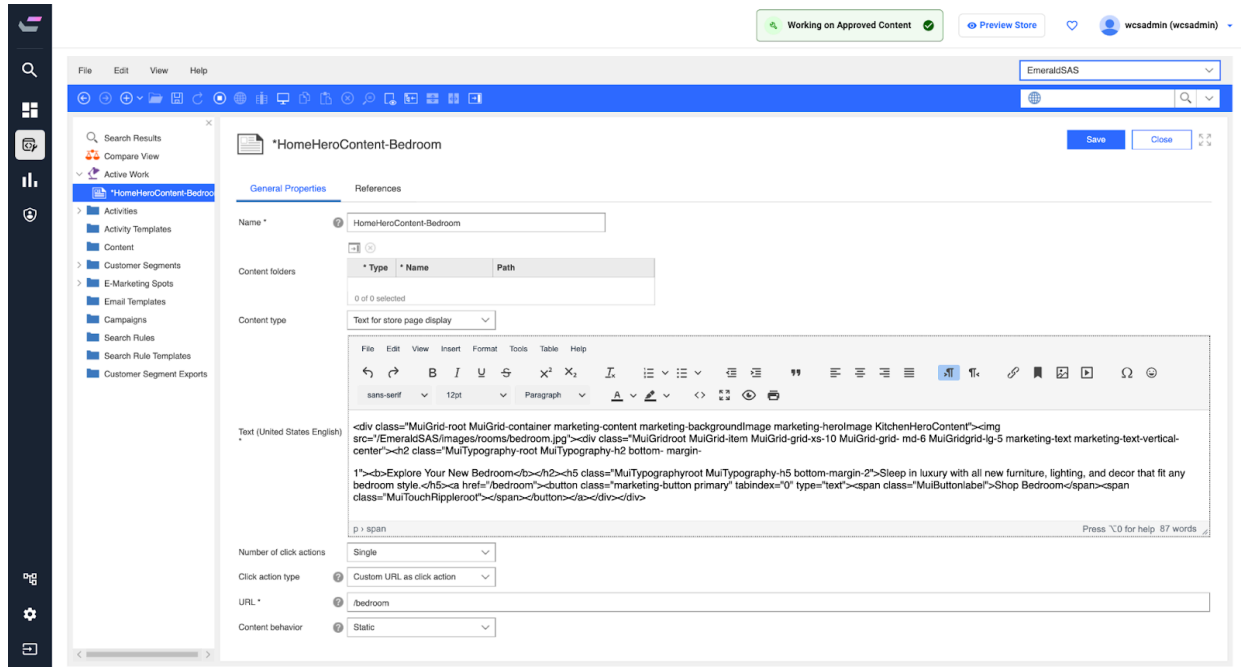 Working on Approved Content
Preview Store
wcsadmin (wcsadmin)
File Edit View Help
EmeraldSAS
Search Results
Compare View
Active Work
*HomeHeroContent-Bedroo
Activities
Activity Templates
Content
Customer Segments
E-Marketing Spots
Email Templates
Campaigns
Search Rules
Search Rule Templates
Customer Segment Exports
*HomeHeroContent-Bedroom
Save Close
General Properties References
Name * HomeHeroContent-Bedroom
Content folders
* Type * Name Path
0 of 0 selected
Content type Text for store page display
File Edit View Insert Format Tools Table Help
sans-serif 12pt Paragraph
Text (United States English)
*
<div class="MuiGrid-root MuiGrid-container marketing-content marketing-backgroundImage marketing-heroImage KitchenHeroContent"><img
src="/EmeraldSAS/images/rooms/bedroom.jpg"><div class="MuiGridroot MuiGrid-item MuiGrid-grid-xs-10 MuiGrid-grid- md-6 MuiGridgrid-lg-5 marketing-text marketing-text-vertical-
center"><h2 class="MuiTypography-root MuiTypography-h2 bottom- margin-
1"><b>Explore Your New Bedroom</b></h2><h5 class="MuiTypographyroot MuiTypography-h5 bottom-margin-2">Sleep in luxury with all new furniture, lighting, and decor that fit any
bedroom style.</h5><a href="/bedroom"><button class="marketing-button primary" tabindex="0" type="text"><span class="MuiButtonlabel">Shop Bedroom</span><span
class="MuiTouchRippleroot"></span></button></a></div></div>
p › span
Press ⌥0 for help 87 words
Number of click actions Single
Click action type Custom URL as click action
URL * /bedroom
Content behavior Static